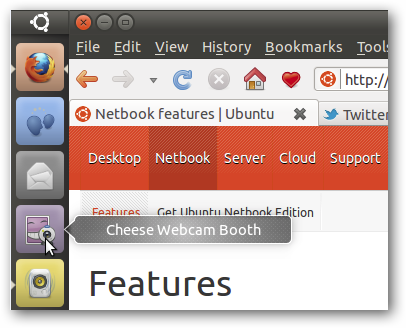 File Edit View History Bookmarks Tools
http://
Netbook features | Ubuntu Twitter
Desktop Netbook Server Cloud Support
Features Get Ubuntu Netbook Edition
Cheese Webcam Booth
Features